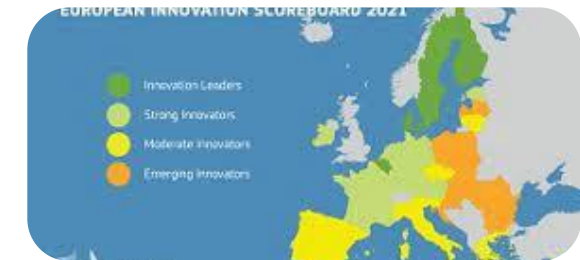 EUROPEAN INNOVATION SCOREBOARD 2021
Innovation Leaders
Strong Innovators
Moderate Innovators
Emerging Innovators